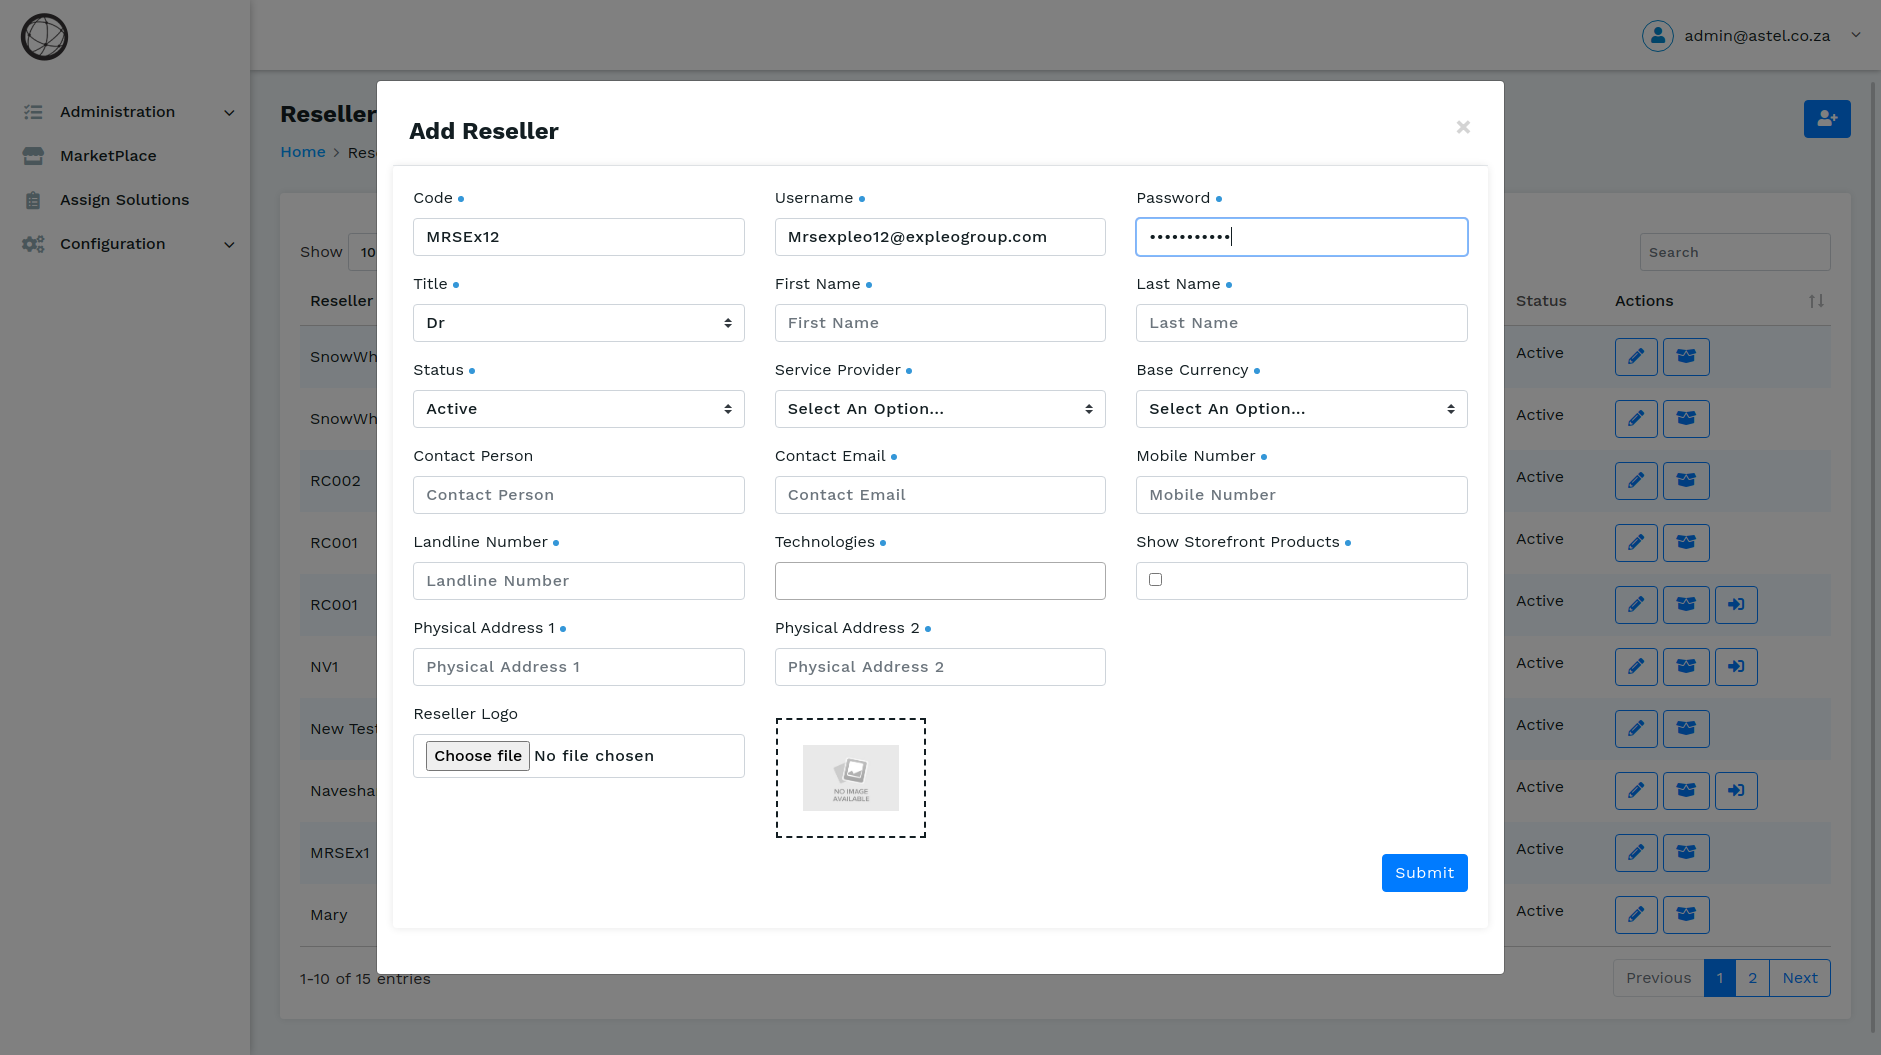 admin@astel.co.za
Administration
MarketPlace
Assign Solutions
Configuration
Reseller
Home > Rese
Show 10
Search
Reseller Status Actions
SnowWh Active
SnowWh Active
RC002 Active
RC001 Active
RC001 Active
NV1 Active
New Test Active
Navesha Active
MRSEx1 Active
Mary Active
1-10 of 15 entries
Previous 1 2 Next
Add Reseller ×
Code Username Password
MRSEx12 Mrsexpleo12@expleogroup.com •••••••••••
Title First Name Last Name
Dr First Name Last Name
Status Service Provider Base Currency
Active Select An Option... Select An Option...
Contact Person Contact Email Mobile Number
Contact Person Contact Email Mobile Number
Landline Number Technologies Show Storefront Products
Landline Number
Physical Address 1 Physical Address 2
Physical Address 1 Physical Address 2
Reseller Logo
Choose file No file chosen
NO IMAGE
AVAILABLE
Submit